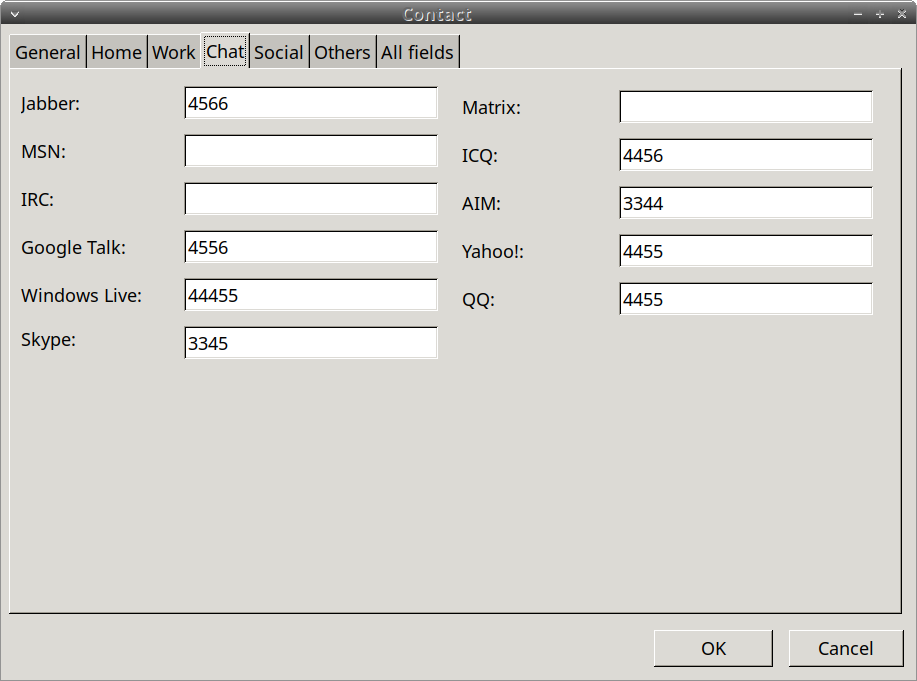 Contact
General Home Work Chat Social Others All fields
Jabber: 4566
Matrix:
MSN:
ICQ: 4456
IRC:
AIM: 3344
Google Talk: 4556
Yahoo!: 4455
Windows Live: 44455
QQ: 4455
Skype: 3345
OK Cancel